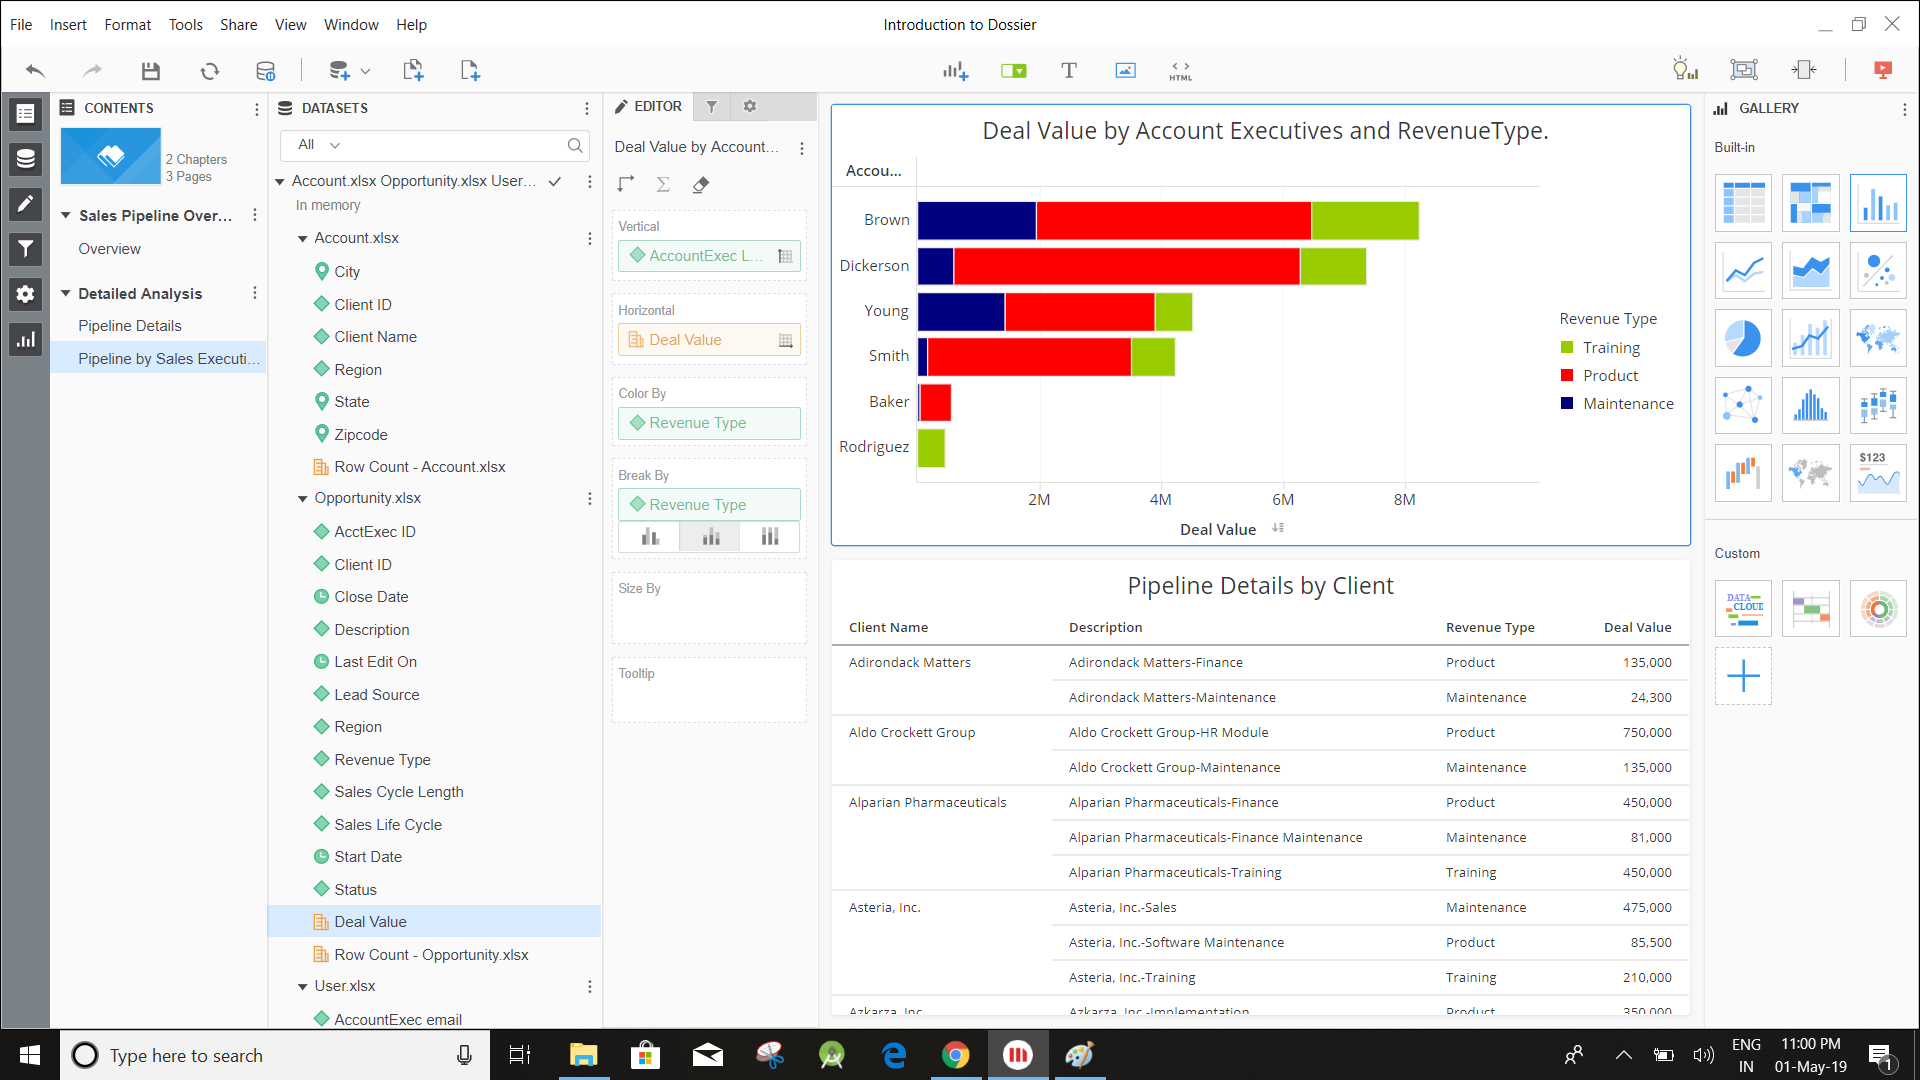 File Insert Format Tools Share View Window Help
Introduction to Dossier
HTML
CONTENTS
2 Chapters
3 Pages
Sales Pipeline Over...
Overview
Detailed Analysis
Pipeline Details
Pipeline by Sales Executi...
DATASETS
All
Account.xlsx Opportunity.xlsx User...
In memory
Account.xlsx
City
Client ID
Client Name
Region
State
Zipcode
Row Count - Account.xlsx
Opportunity.xlsx
AcctExec ID
Client ID
Close Date
Description
Last Edit On
Lead Source
Region
Revenue Type
Sales Cycle Length
Sales Life Cycle
Start Date
Status
Deal Value
Row Count - Opportunity.xlsx
User.xlsx
AccountExec email
EDITOR
Deal Value by Account...
Vertical
AccountExec L...
Horizontal
Deal Value
Color By
Revenue Type
Break By
Revenue Type
Size By
Tooltip
Deal Value by Account Executives and RevenueType.
Accou...
Brown
Dickerson
Young
Smith
Baker
Rodriguez
2M 4M 6M 8M
Deal Value
Revenue Type
Training
Product
Maintenance
Pipeline Details by Client
Client Name Description Revenue Type Deal Value
Adirondack Matters Adirondack Matters-Finance Product 135,000
Adirondack Matters-Maintenance Maintenance 24,300
Aldo Crockett Group Aldo Crockett Group-HR Module Product 750,000
Aldo Crockett Group-Maintenance Maintenance 135,000
Alparian Pharmaceuticals Alparian Pharmaceuticals-Finance Product 450,000
Alparian Pharmaceuticals-Finance Maintenance Maintenance 81,000
Alparian Pharmaceuticals-Training Training 450,000
Asteria, Inc. Asteria, Inc.-Sales Maintenance 475,000
Asteria, Inc.-Software Maintenance Product 85,500
Asteria, Inc.-Training Training 210,000
Azkarza, Inc. Azkarza, Inc.-Implementation Product 350,000
GALLERY
Built-in
$123
Custom
DATA
CLOUD
Type here to search
ENG
IN
11:00 PM
01-May-19
1